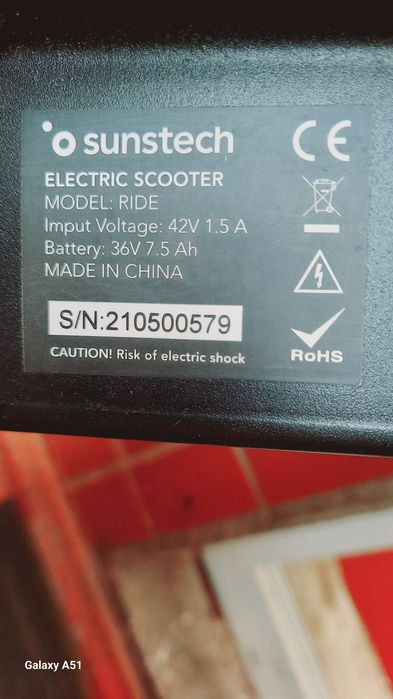 sunstech
CE
ELECTRIC SCOOTER
MODEL: RIDE
Imput Voltage: 42V 1.5 A
Battery: 36V 7.5 Ah
MADE IN CHINA
S/N:210500579
RoHS
CAUTION! Risk of electric shock
Galaxy A51